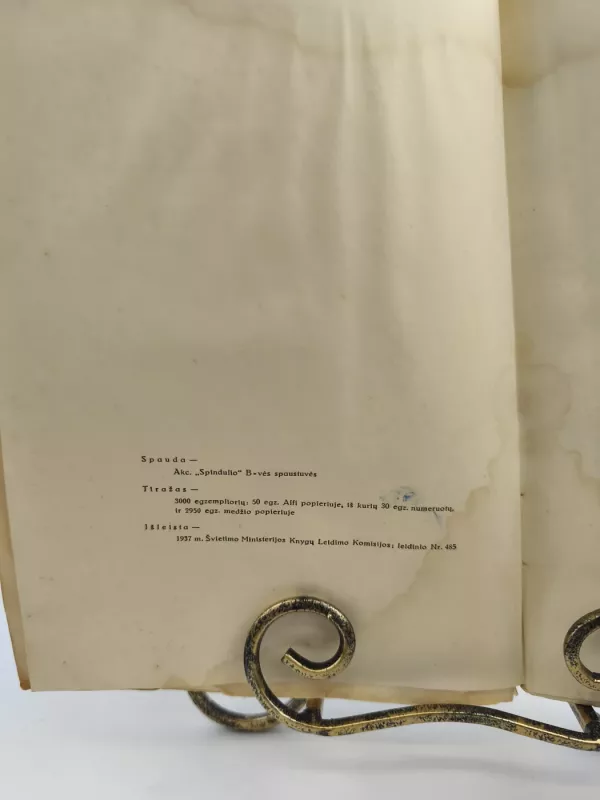 Spauda —
Akc. „Spindulio“ B-vės spaustuvės
Tiražas —
3000 egzempliorių: 50 egz. Alfi popieriuje, iš kurių 30 egz. numeruotų,
ir 2950 egz. medžio popieriuje
Išleista —
1937 m. Švietimo Ministerijos Knygų Leidimo Komisijos; leidinio Nr. 485